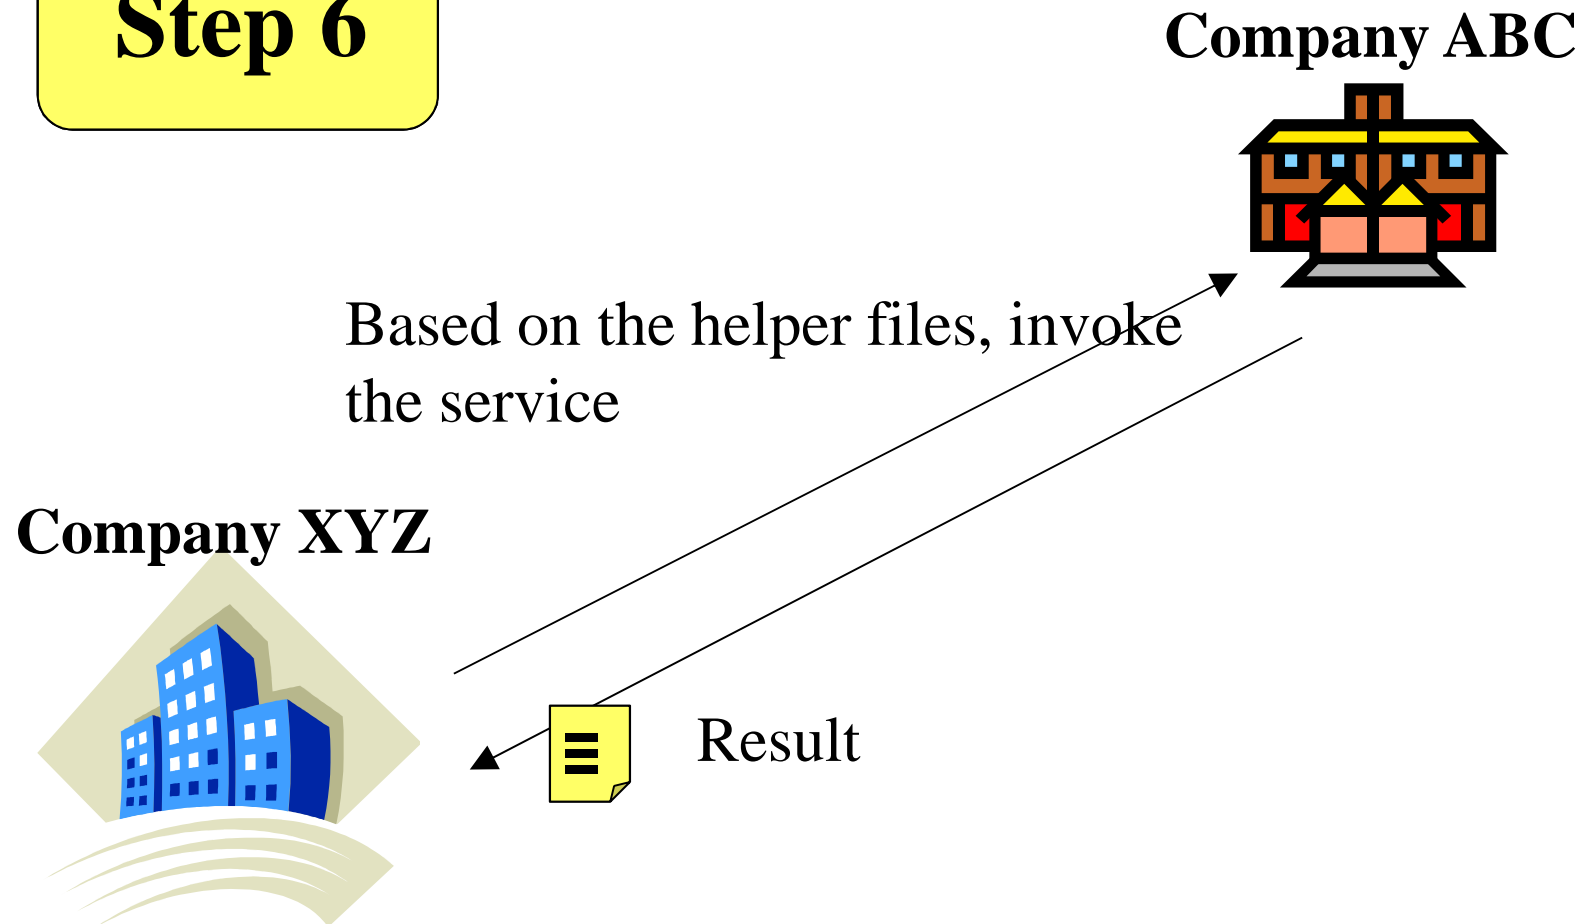 Step 6
Company ABC
Based on the helper files, invoke
the service
Company XYZ
Result